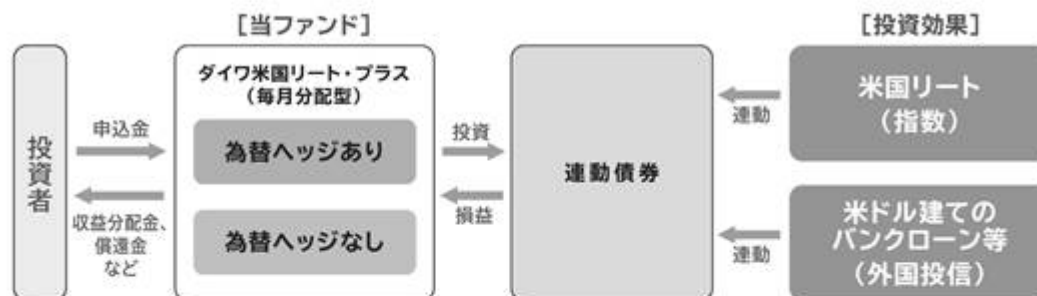 [当ファンド]
[投資効果]
投資者
申込金
収益分配金、
償還金
など
ダイワ米国リート・プラス
（毎月分配型）
為替ヘッジあり
為替ヘッジなし
投資
損益
連動債券
連動
連動
米国リート
（指数）
米ドル建ての
バンクローン等
（外国投信）